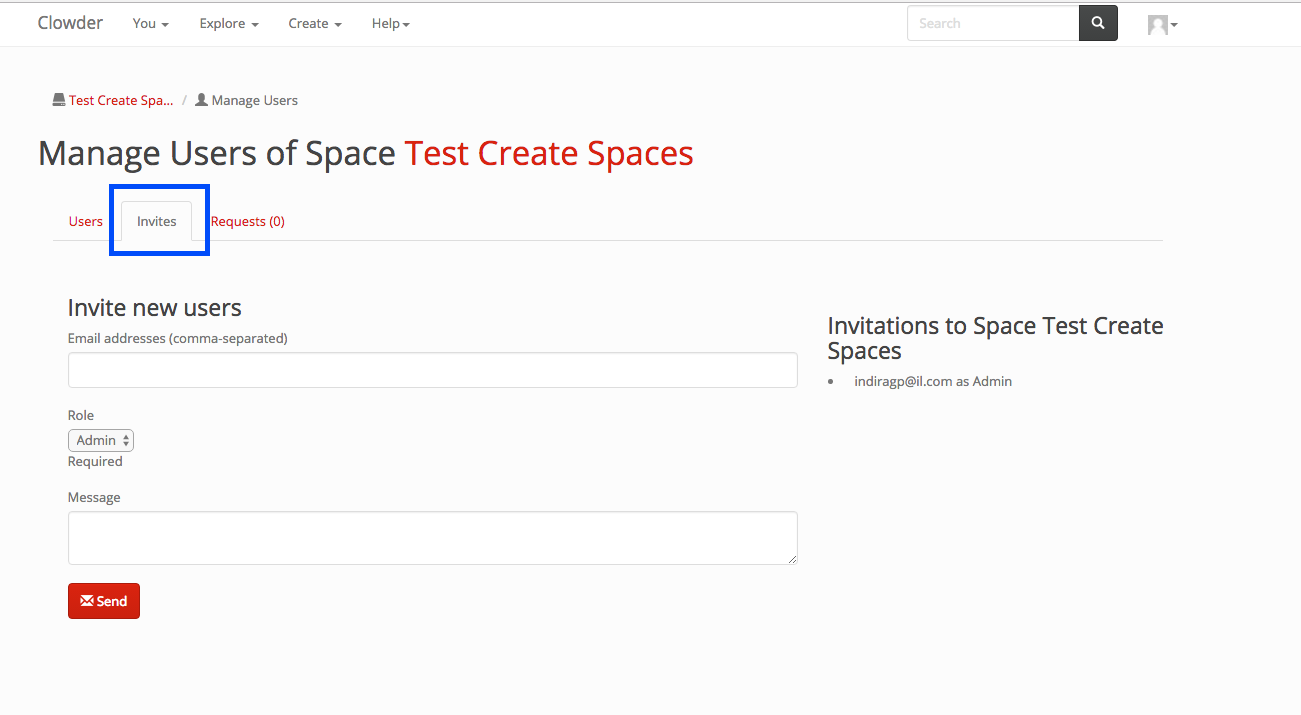 Clowder You Explore Create Help Search
Test Create Spa... / Manage Users
Manage Users of Space Test Create Spaces
Users Invites Requests (0)
Invite new users
Email addresses (comma-separated)
Role
Admin
Required
Message
Send
Invitations to Space Test Create
Spaces
• indiragp@il.com as Admin